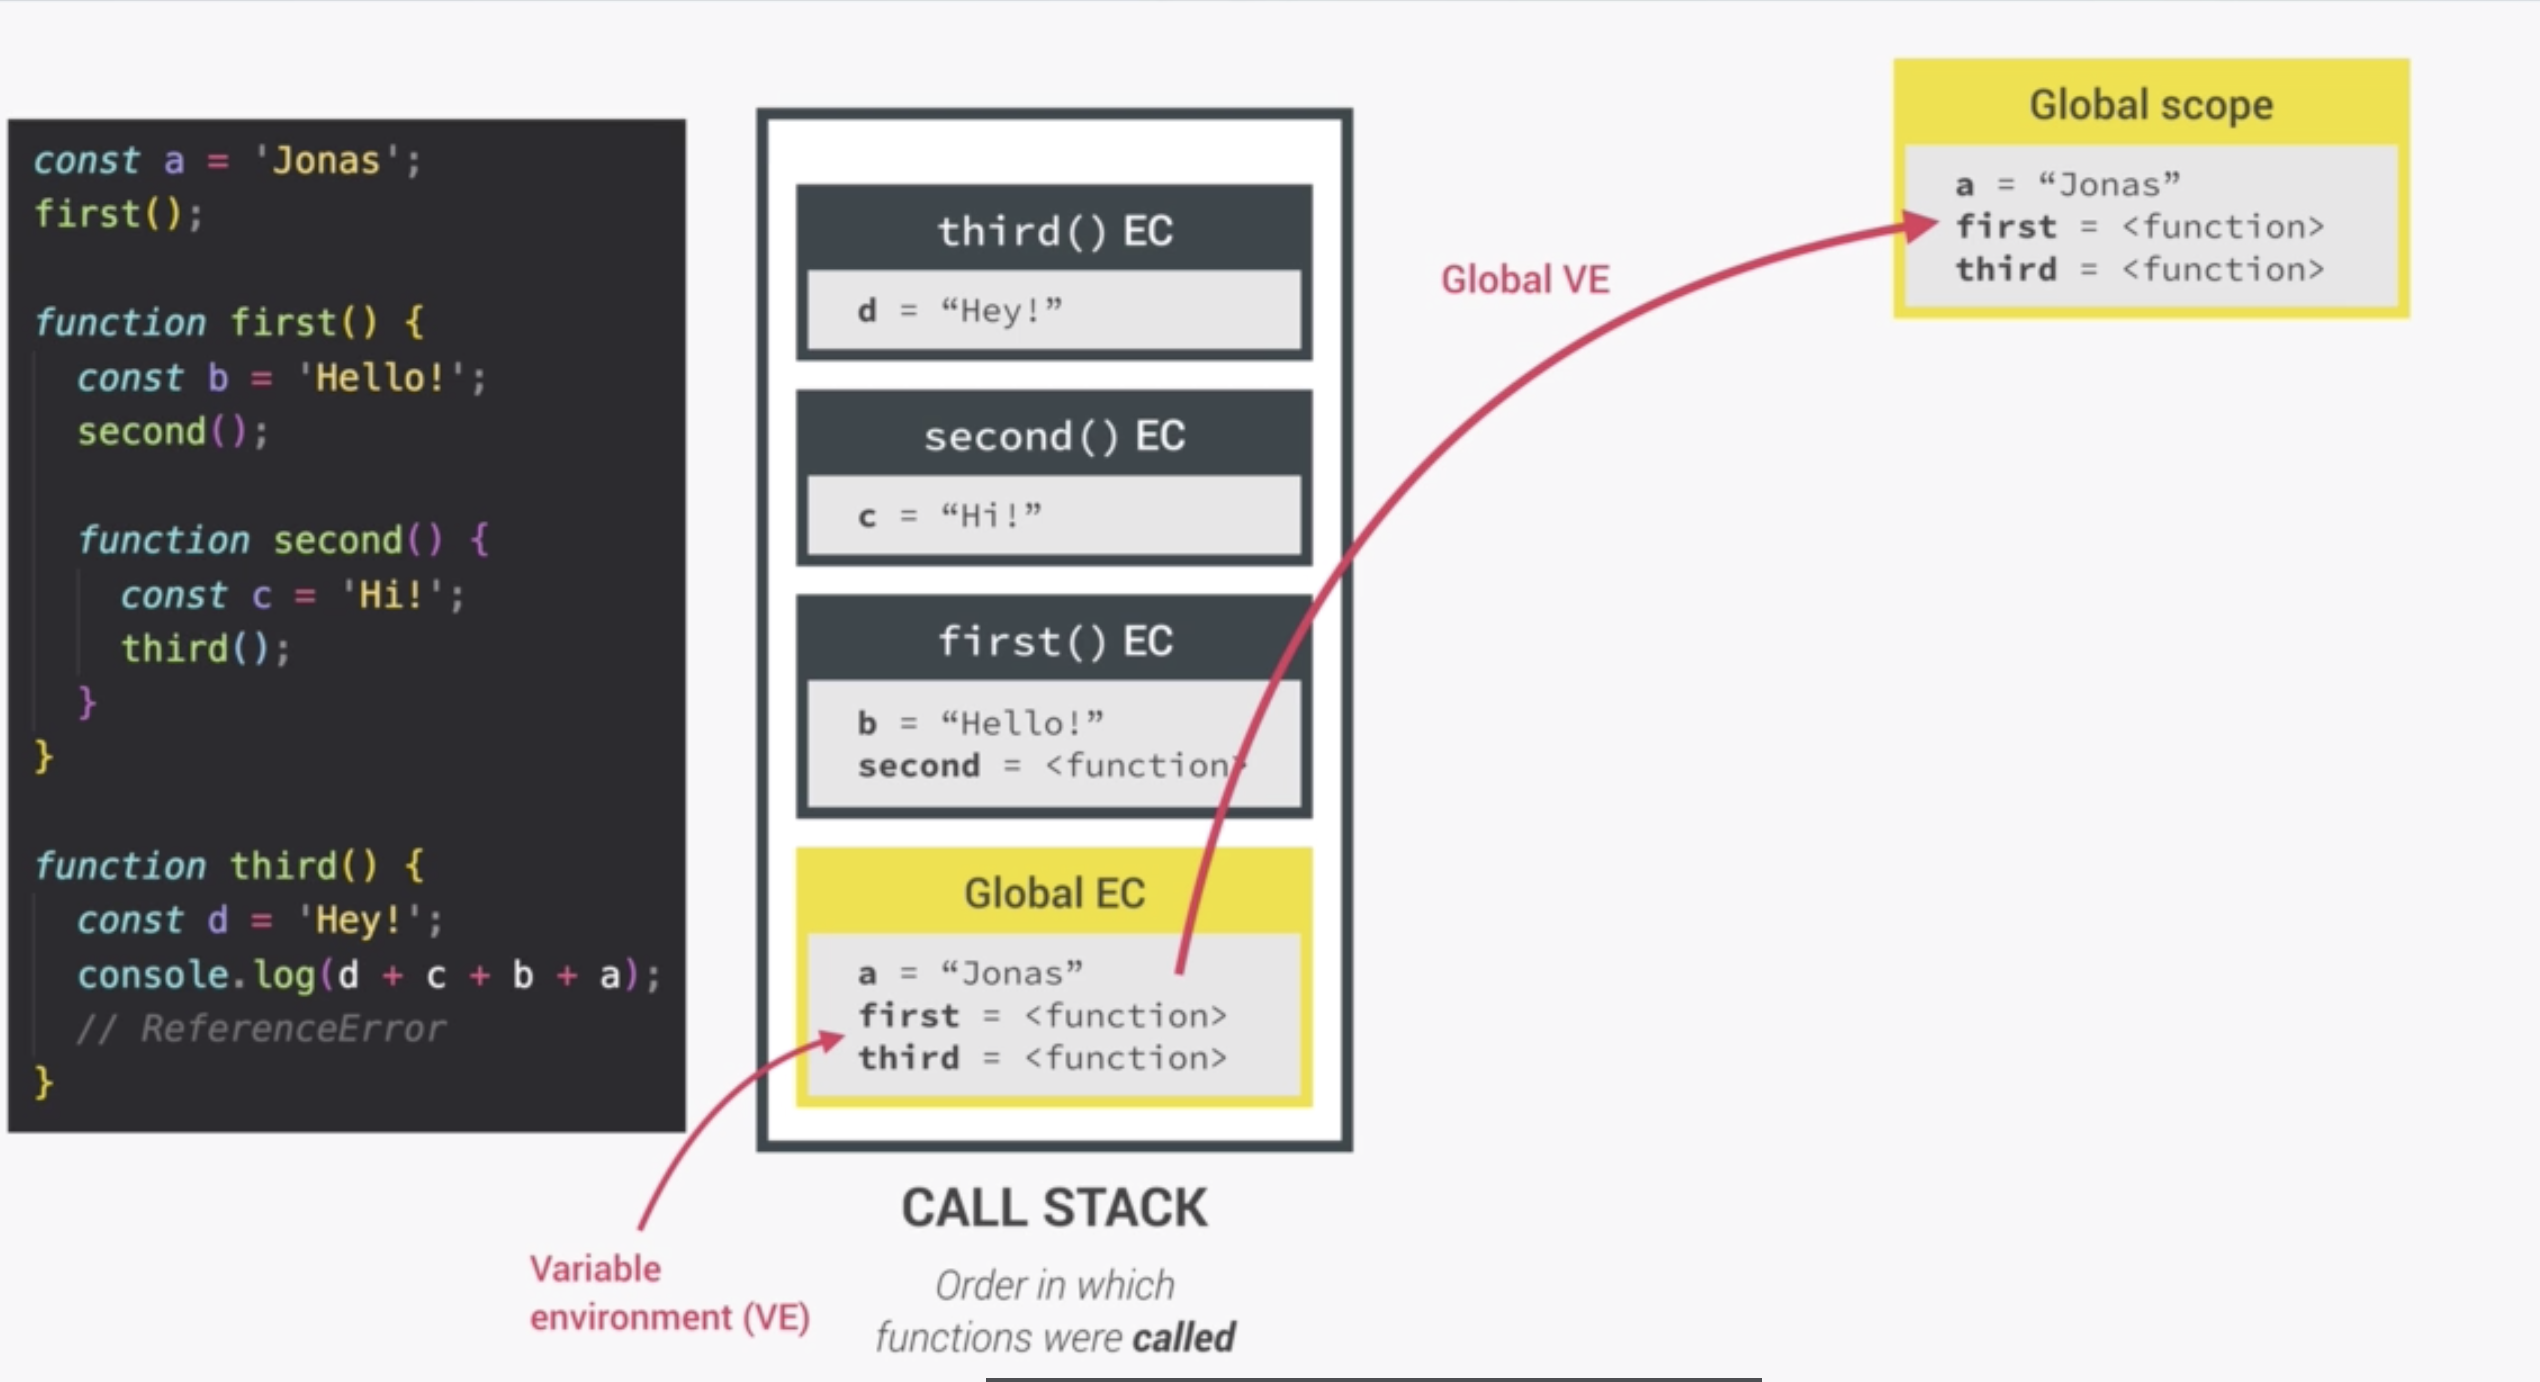 const a = 'Jonas';
first();
function first() {
const b = 'Hello!';
second();
function second() {
const c = 'Hi!';
third();
}
}
function third() {
const d = 'Hey!';
console.log(d + c + b + a);
// ReferenceError
}
third() EC
d = “Hey!”
second() EC
c = “Hi!”
first() EC
b = “Hello!”
second = <function>
Global EC
a = “Jonas”
first = <function>
third = <function>
CALL STACK
Order in which
functions were called
Variable
environment (VE)
Global VE
Global scope
a = “Jonas”
first = <function>
third = <function>